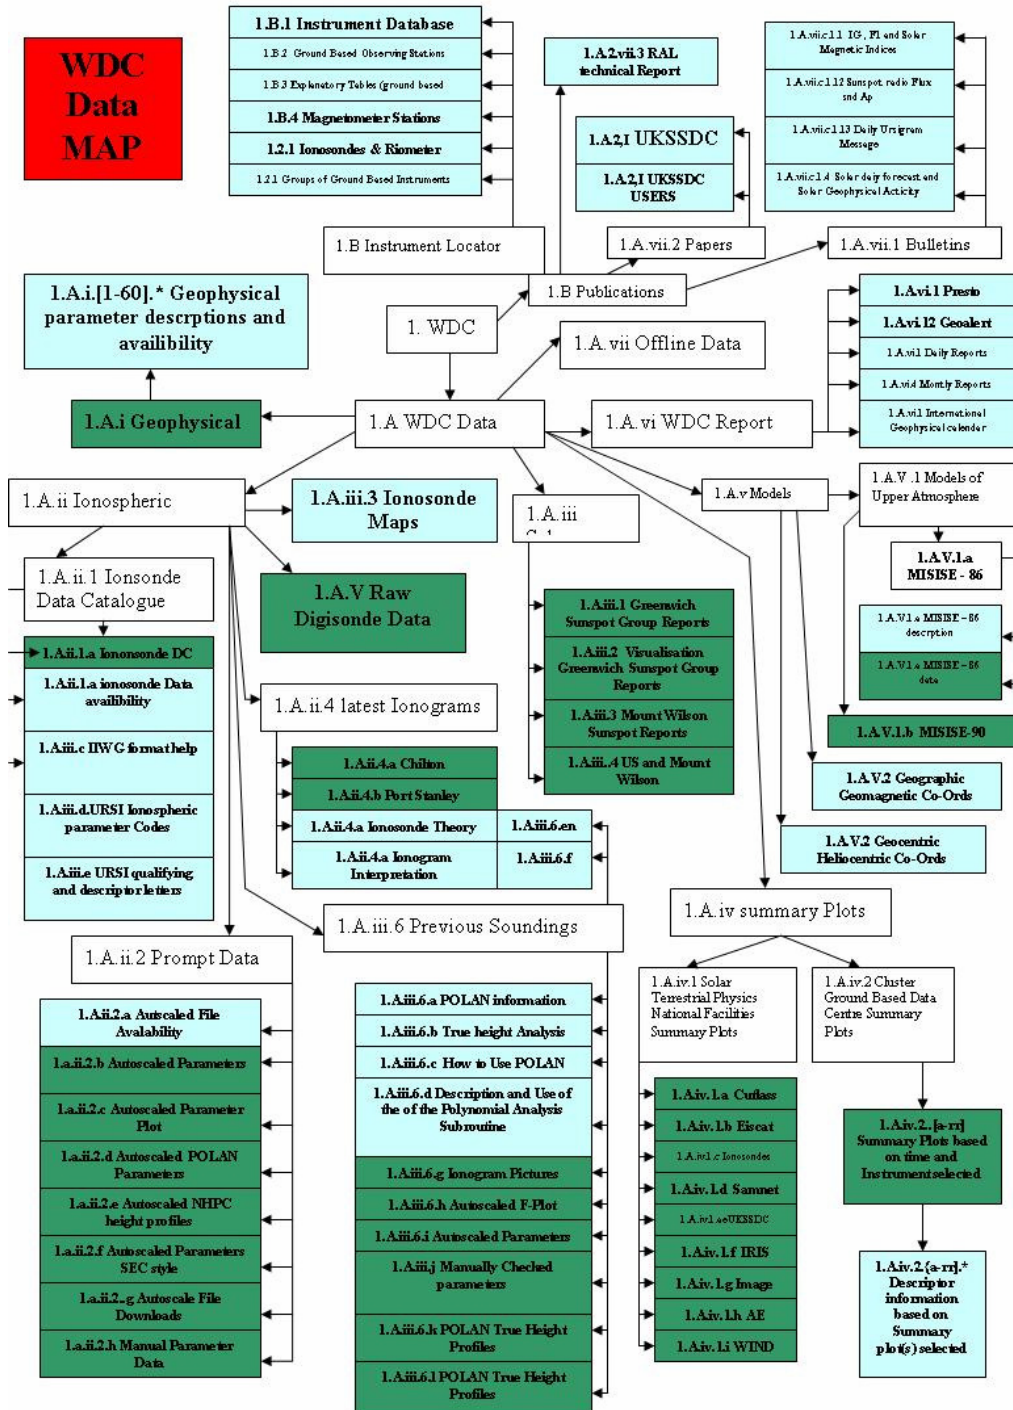 WDC
Data
MAP
1.B.1 Instrument Database
1.B.2 Ground Based Observing Stations
1.B.3 Explanatory Tables (ground based
1.B.4 Magnetometer Stations
1.2.1 Ionosondes & Riometer
1.2.1 Groups of Ground Based Instruments
1.A.2.vii.3 RAL
technical Report
1.A.2,I UKSSDC
1.A.2,I UKSSDC
USERS
1.A.vii.c.1.1 IG, F1 and Solar
Magnetic Indices
1.A.vii.c.1.12 Sunspot, radio Flux
snd Ap
1.A.vii.c.1.13 Daily Ursigram
Message
1.A.vii.c.1.4 Solar daiy forecast and
Solar Geophysical Acticity
1.B Instrument Locator
1.A.vii.2 Papers
1.A.vii.1 Bulletins
1.B Publications
1.A.i.[1-60].* Geophysical
parameter descrptions and
availibility
1. WDC
1.A.vii Offline Data
1.A.vi.1 Presto
1.A.vi.12 Geoalert
1.A.vi.1 Daily Reports
1.A.vi.4 Montly Reports
1.A.vi.1 International
Geophysical calender
1.A.i Geophysical
1.A WDC Data
1.A.vi WDC Report
1.A.ii Ionospheric
1.A.iii.3 Ionosonde
Maps
1.A.iii
1.A.v Models
1.A.V .1 Models of
Upper Atmosphere
1.A.V.1.a
MISISE - 86
1.A.ii.1 Ionsonde
Data Catalogue
1.A.V Raw
Digisonde Data
1.A.iii.1 Greenwich
Sunspot Group Reports
1.A.iii.2 Visualisation
Greenwich Sunspot Group
Reports
1.A.iii.3 Mount Wilson
Sunspot Reports
1.A.iii..4 US and Mount
Wilson
1.A.V.1.a MISISE - 86
descrption
1.A.V.1.a MISISE - 86
data
1.A.V.1.b MISISE-90
1.A.V.2 Geographic
Geomagnetic Co-Ords
1.A.V.2 Geocentric
Heliocentric Co-Ords
1.A.ii.1.a Iononsonde DC
1.A.ii.1.a ionosonde Data
availibility
1.A.iii.c IIWG format help
1.A.iii.d.URSI Ionospheric
parameter Codes
1.A.iii.e URSI qualifying
and descriptor letters
1.A.ii.4 latest Ionograms
1.A.ii.4.a Chilton
1.A.ii.4.b Port Stanley
1.A.ii.4.a Ionosonde Theory
1.A.iii.6.en
1.A.ii.4.a Ionogram
Interpretation
1.A.iii.6.f
1.A.iv summary Plots
1.A.iii.6 Previous Soundings
1.A.ii.2 Prompt Data
1.A.iv.1 Solar
Terrestrial Physics
National Facilities
Summary Plots
1.A.iv.2 Cluster
Ground Based Data
Centre Summary
Plots
1.A.ii.2.a Autscaled File
Avalability
1.a.ii.2.b Autoscaled Parameters
1.a.ii.2.c Autoscaled Parameter
Plot
1.a.ii.2.d Autoscaled POLAN
Parameters
1.a.ii.2.e Autoscaled NHPC
height profiles
1.a.ii.2.f Autoscaled Parameters
SEC style
1.a.ii.2..g Autoscale File
Downloads
1.a.ii.2.h Manual Parameter
Data
1.A.iii.6.a POLAN information
1.A.iii.6.b True height Analysis
1.A.iii.6.c How to Use POLAN
1.A.iii.6.d Description and Use of
the of the Polynomial Analysis
Subroutine
1.A.iii.6.g Ionogram Pictures
1.A.iii.6.h Autoscaled F-Plot
1.A.iii.6.i Autoscaled Parameters
1.A.iii.j Manually Checked
parameters
1.A.iii.6.k POLAN True Height
Profiles
1.A.iii.6.l POLAN True Height
Profiles
1.A.iv.1.a Cutlass
1.A.iv.1.b Eiscat
1.A.iv.1.c Ionosondes
1.A.iv.1.d Samnet
1.A.iv.1.ae UKSSDC
1.A.iv.1.f IRIS
1.A.iv.1.g Image
1.A.iv.1.h AE
1.A.iv.1.i WIND
1.A.iv.2..[a-rr]
Summary Plots based
on time and
Instrument selected
1.A.iv.2.{a-rr}.*
Descriptor
information
based on
Summary
plot(s) selected